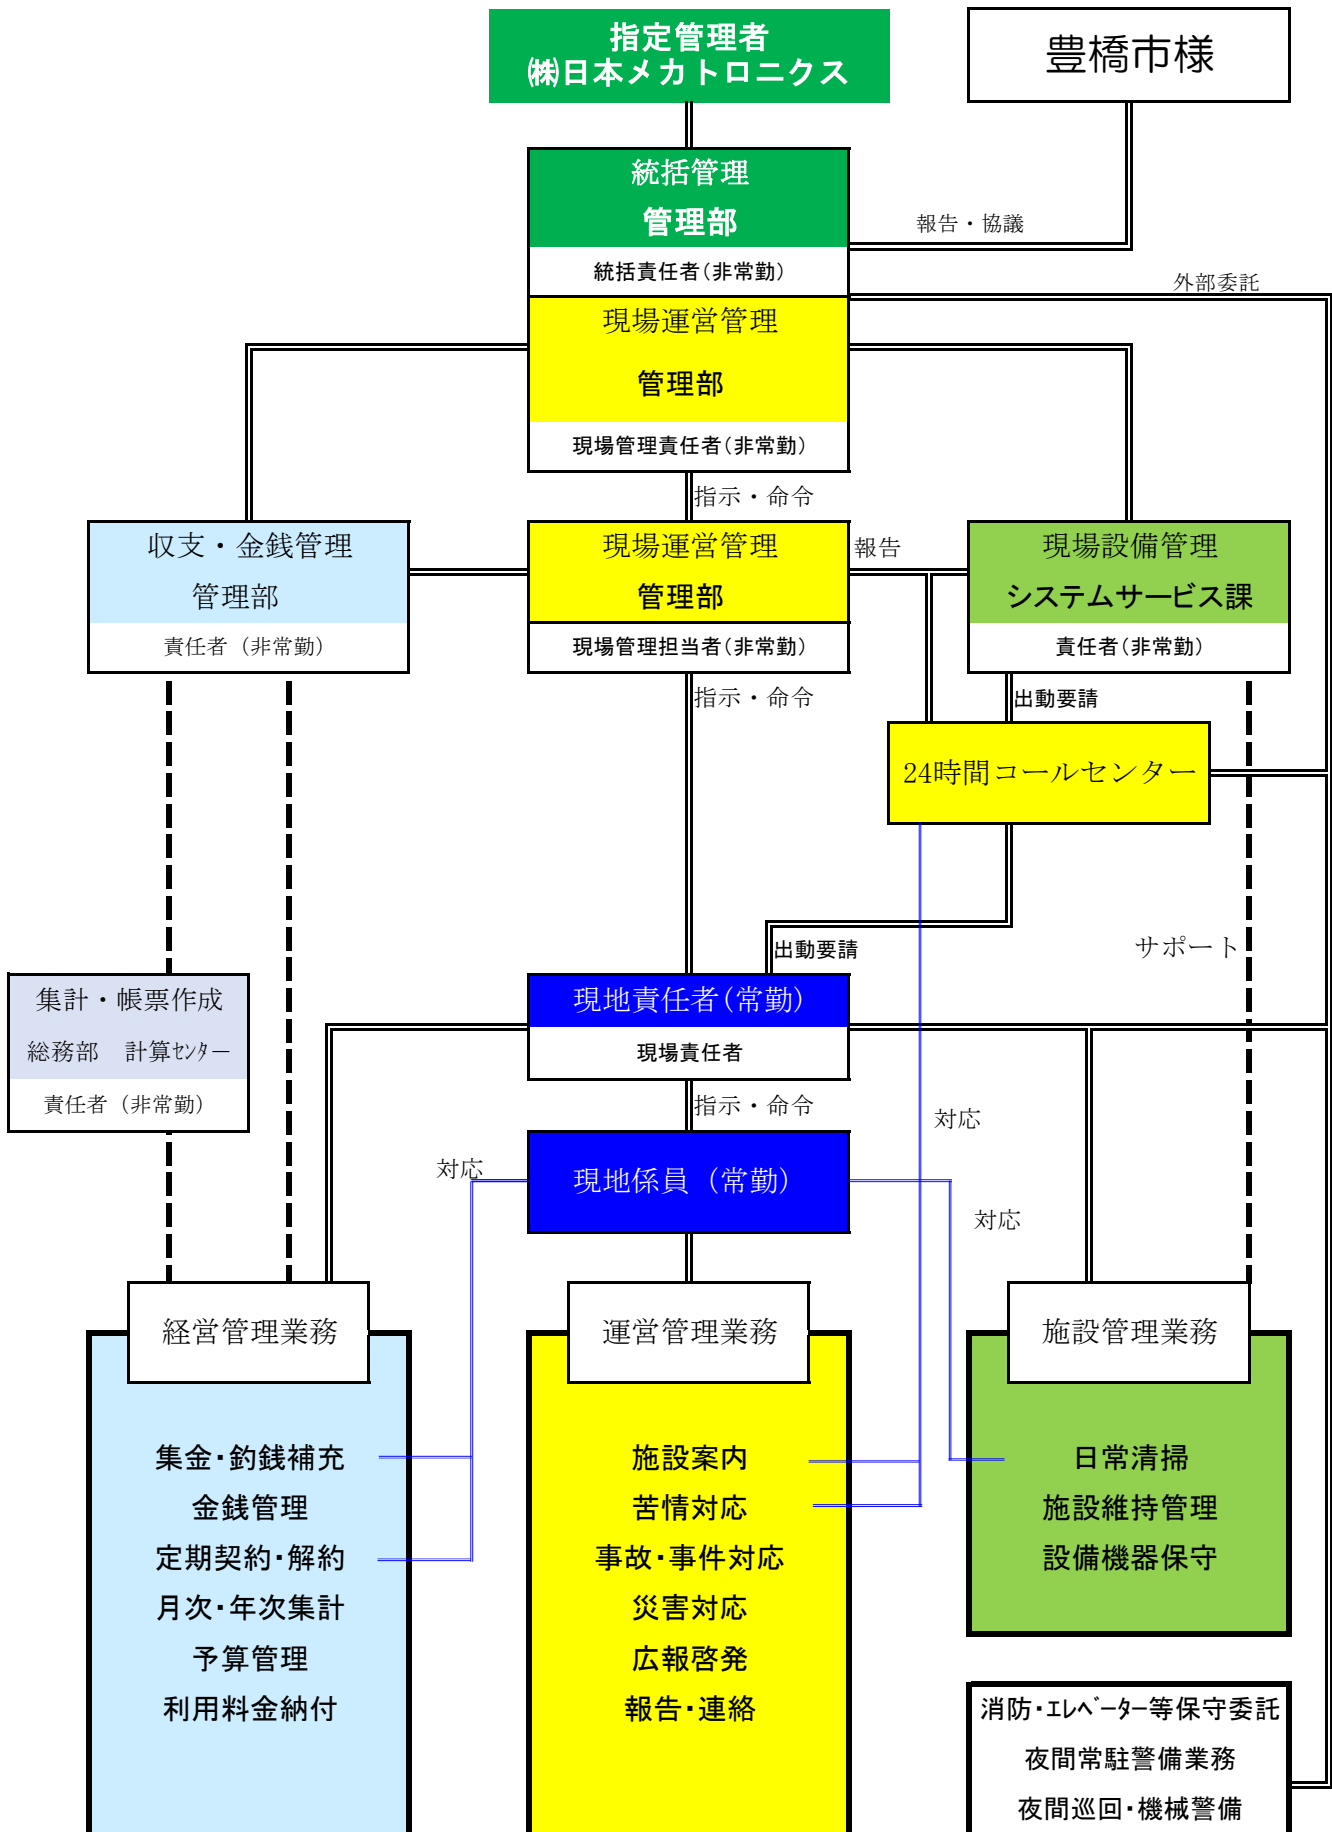 指定管理者
㈱日本メカトロニクス
豊橋市様
統括管理
管理部
統括責任者(非常勤)
報告・協議
外部委託
現場運営管理
管理部
現場管理責任者(非常勤)
指示・命令
収支・金銭管理
管理部
責任者（非常勤）
現場運営管理
管理部
現場管理担当者(非常勤)
報告
現場設備管理
システムサービス課
責任者(非常勤)
指示・命令
出動要請
24時間コールセンター
出動要請
サポート
集計・帳票作成
総務部　計算ｾﾝﾀｰ
責任者（非常勤）
現地責任者(常勤)
現場責任者
指示・命令
対応
対応
現地係員（常勤）
対応
経営管理業務
集金・釣銭補充
金銭管理
定期契約・解約
月次・年次集計
予算管理
利用料金納付
運営管理業務
施設案内
苦情対応
事故・事件対応
災害対応
広報啓発
報告・連絡
施設管理業務
日常清掃
施設維持管理
設備機器保守
消防・ｴﾚﾍﾞｰﾀｰ等保守委託
夜間常駐警備業務
夜間巡回・機械警備